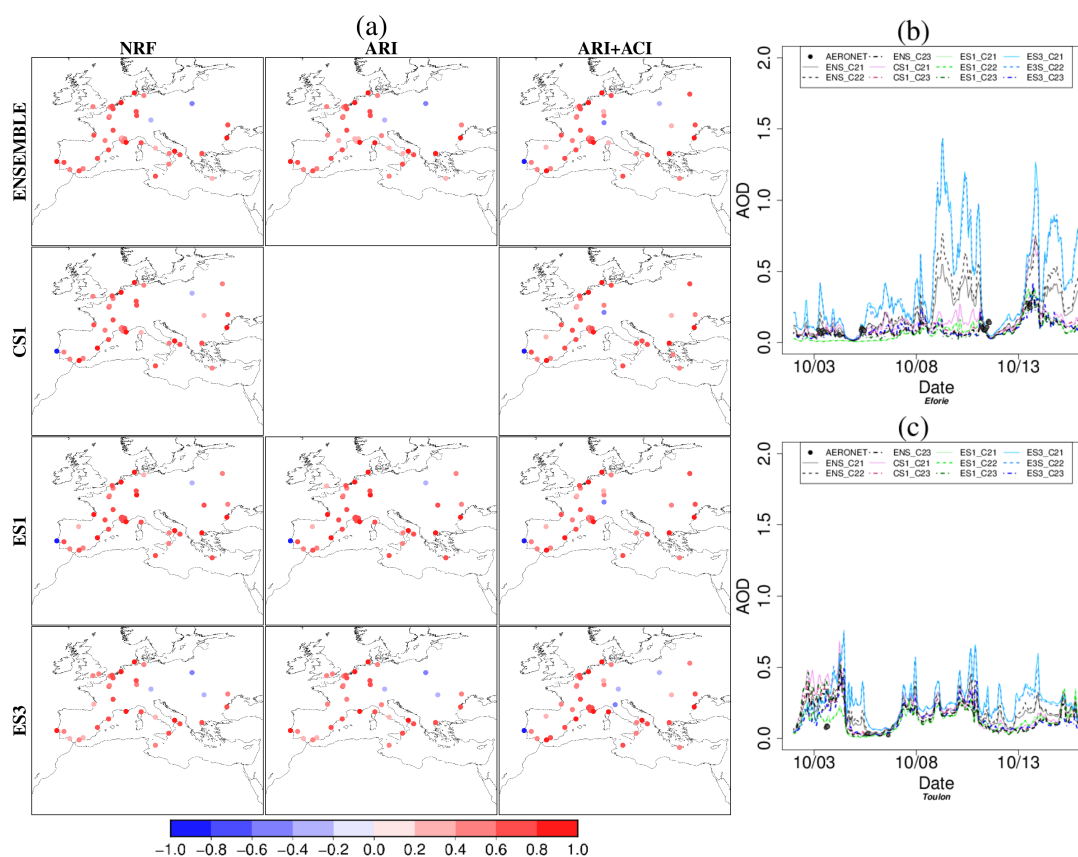 (a)
NRF
ARI
ARI+ACI
ENSEMBLE
CS1
ES1
ES3
−1.0 −0.8 −0.6 −0.4 −0.2 0.0 0.2 0.4 0.6 0.8 1.0
(b)
AERONET ENS_C23 ES1_C21 ES3_C21
ENS_C21 CS1_C21 ES1_C22 E3S_C22
ENS_C22 CS1_C23 ES1_C23 ES3_C23
AOD
2.0
1.5
1.0
0.5
0.0
10/03 10/08 10/13
Date
Eforie
(c)
AERONET ENS_C23 ES1_C21 ES3_C21
ENS_C21 CS1_C21 ES1_C22 E3S_C22
ENS_C22 CS1_C23 ES1_C23 ES3_C23
AOD
2.0
1.5
1.0
0.5
0.0
10/03 10/08 10/13
Date
Toulon